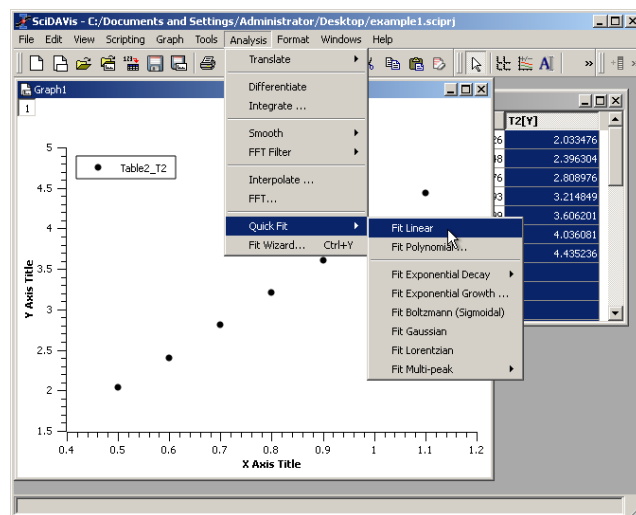 SciDAVis - C:/Documents and Settings/Administrator/Desktop/example1.sciprj
File Edit View Scripting Graph Tools Analysis Format Windows Help
Graph1
1
Table2_T2
5
4.5
3.5
3
2.5
2
1.5
0.4 0.5 0.6 0.7 0.8 0.9 1 1.1 1.2
Y Axis Title
X Axis Title
Translate
Differentiate
Integrate ...
Smooth
FFT Filter
Interpolate ...
FFT...
Quick Fit
Fit Wizard... Ctrl+Y
Fit Linear
Fit Exponential Decay
Fit Exponential Growth ...
Fit Boltzmann (Sigmoidal)
Fit Gaussian
Fit Lorentzian
Fit Multi-peak
T2[Y]
2.033476
2.396304
2.808976
3.214849
3.606201
4.036081
4.435236